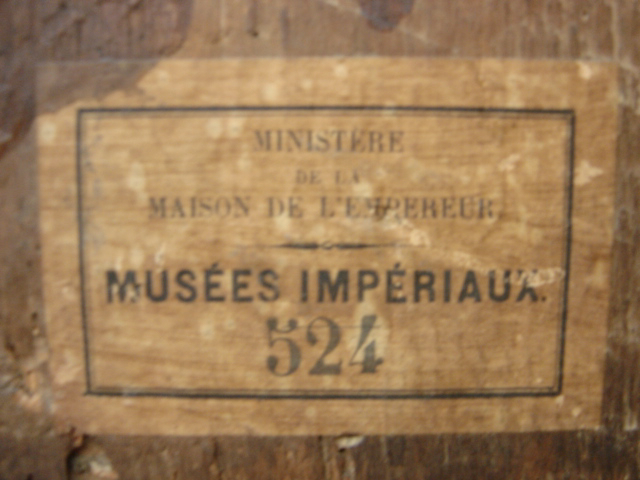 MINISTÈRE
DE LA
MAISON DE L'EMPEREUR
MUSÉES IMPÉRIAUX.
524